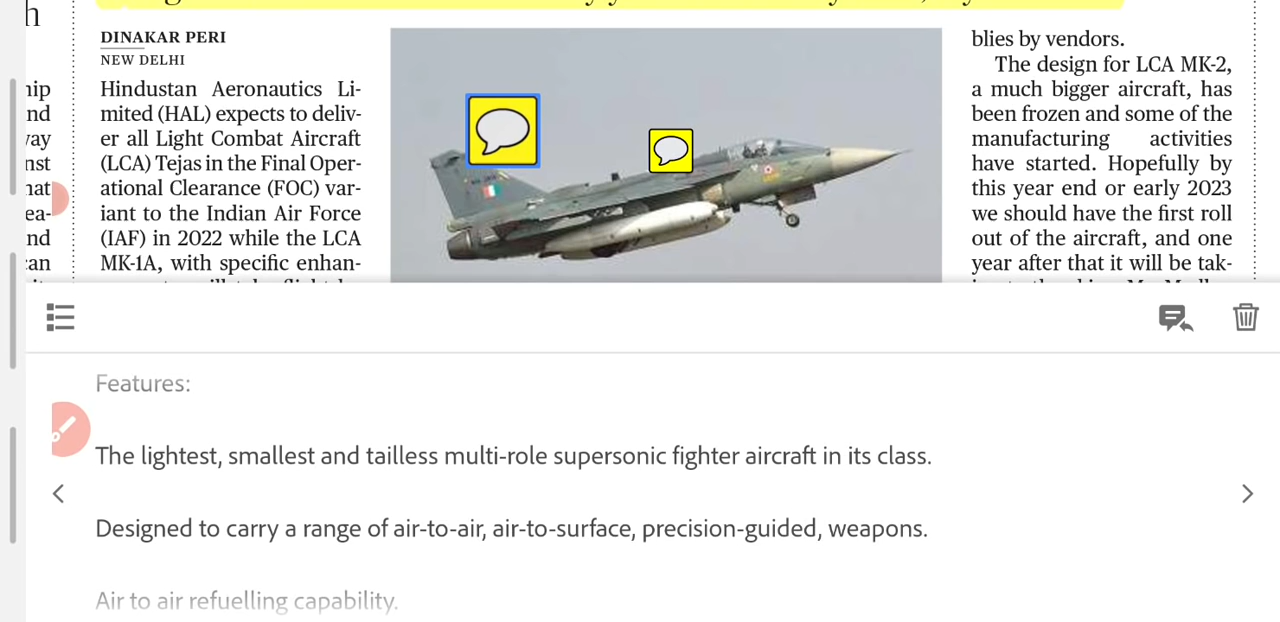 h
DINAKAR PERI
NEW DELHI
Hindustan Aeronautics Li-
mited (HAL) expects to deliv-
er all Light Combat Aircraft
(LCA) Tejas in the Final Oper-
ational Clearance (FOC) var-
iant to the Indian Air Force
(IAF) in 2022 while the LCA
MK-1A, with specific enhan-
blies by vendors.
The design for LCA MK-2,
a much bigger aircraft, has
been frozen and some of the
manufacturing activities
have started. Hopefully by
this year end or early 2023
we should have the first roll
out of the aircraft, and one
year after that it will be tak-
Features:
The lightest, smallest and tailless multi-role supersonic fighter aircraft in its class.
Designed to carry a range of air-to-air, air-to-surface, precision-guided, weapons.
Air to air refuelling capability.